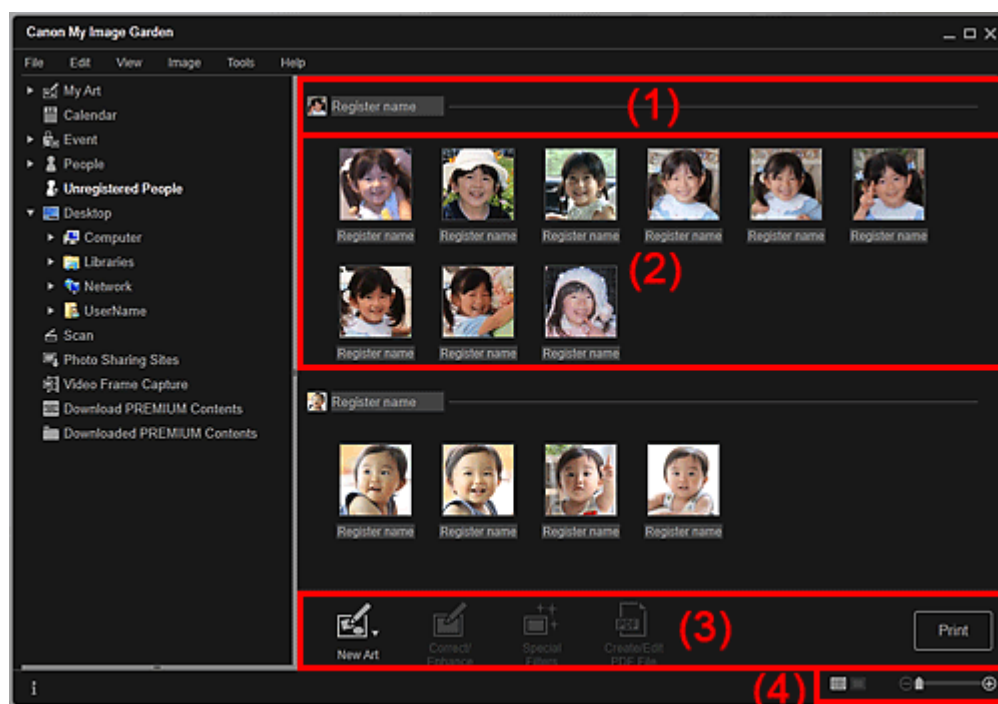 Canon My Image Garden
File Edit View Image Tools Help
My Art
Calendar
Event
People
Unregistered People
Desktop
Computer
Libraries
Network
UserName
Scan
Photo Sharing Sites
Video Frame Capture
Download PREMIUM Contents
Downloaded PREMIUM Contents
Register name
(1)
Register name Register name Register name Register name Register name Register name
(2)
Register name Register name Register name
Register name
Register name Register name Register name Register name
New Art
Correct/
Enhance
Special
Filters
PDF
Create/Edit
PDF File
(3)
Print
(4)